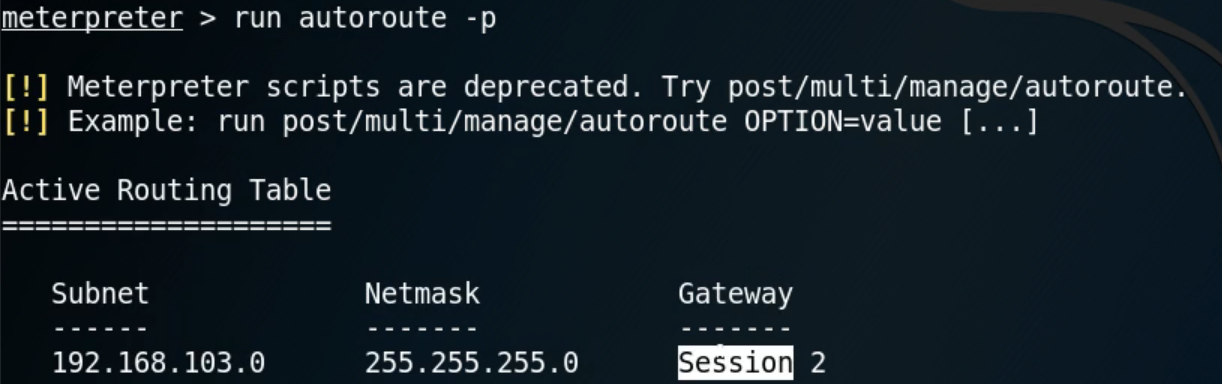 meterpreter > run autoroute -p
[!] Meterpreter scripts are deprecated. Try post/multi/manage/autoroute.
[!] Example: run post/multi/manage/autoroute OPTION=value [...]
Active Routing Table
====================
Subnet Netmask Gateway
------ ------- -------
192.168.103.0 255.255.255.0 Session 2